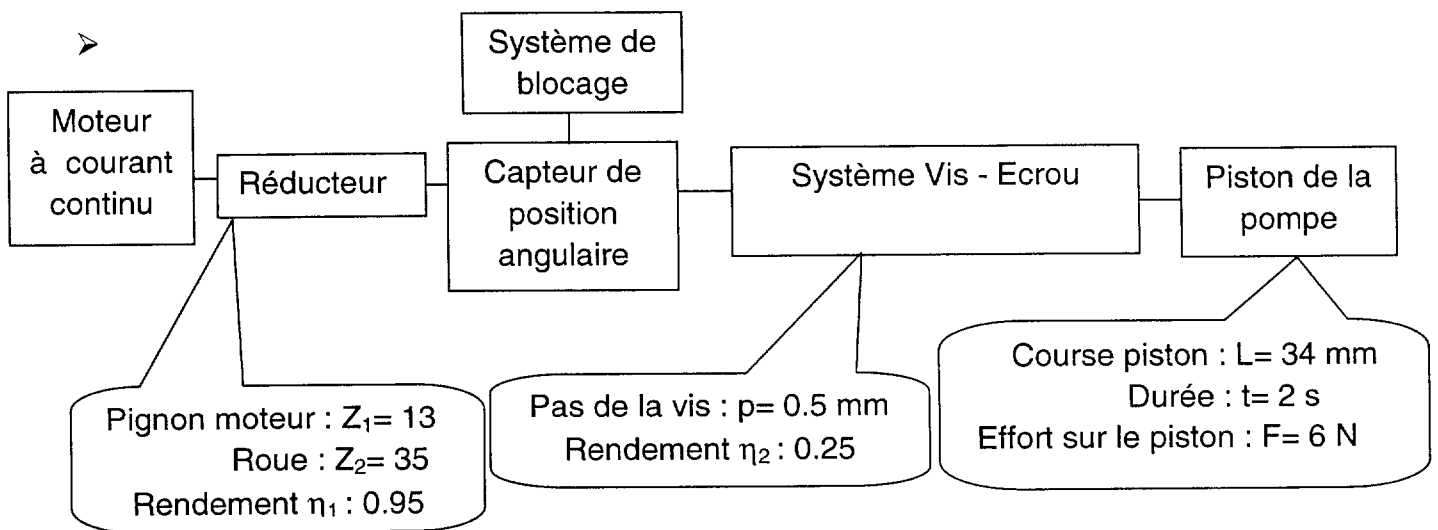 ➢
Système de
blocage
Moteur
à courant
continu
Réducteur
Capteur de
position
angulaire
Système Vis - Ecrou
Piston de la
pompe
Pignon moteur : Z₁= 13
Roue : Z₂= 35
Rendement η₁ : 0.95
Pas de la vis : p= 0.5 mm
Rendement η₂ : 0.25
Course piston : L= 34 mm
Durée : t= 2 s
Effort sur le piston : F= 6 N